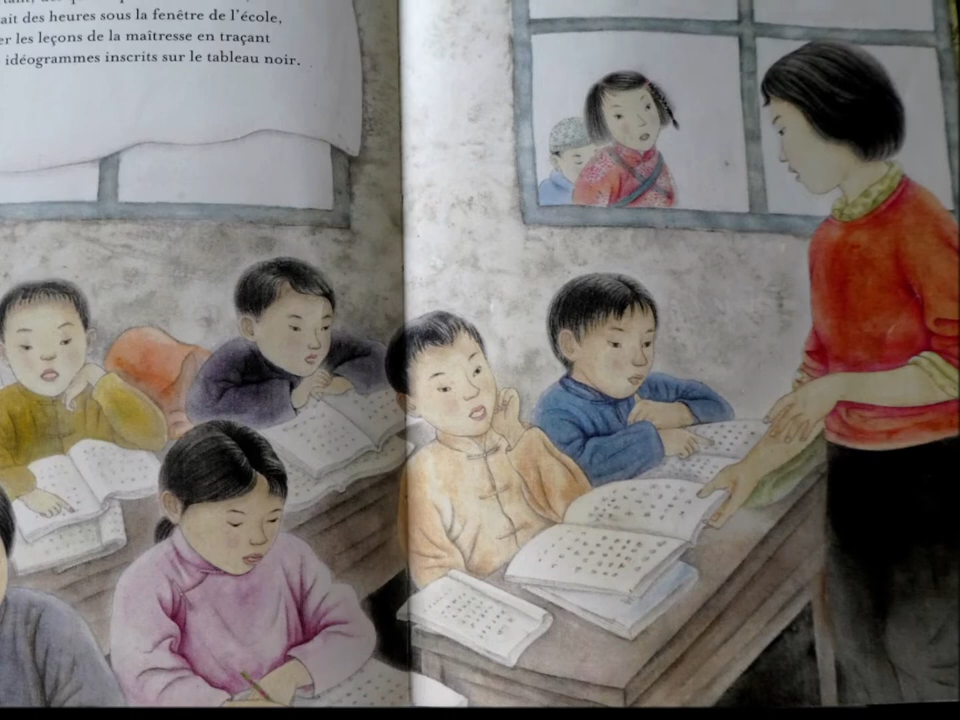 ait des heures sous la fenêtre de l'école,
er les leçons de la maîtresse en traçant
idéogrammes inscrits sur le tableau noir.